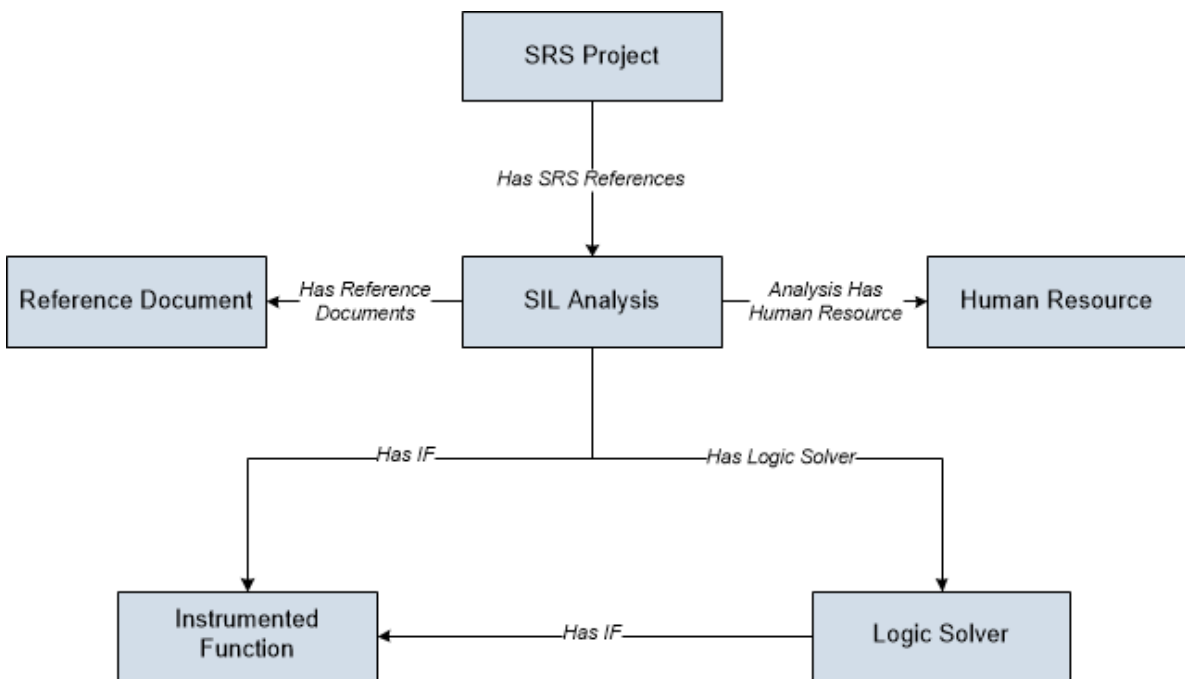 SRS Project
Has SRS References
Reference Document
Has Reference
Documents
SIL Analysis
Analysis Has
Human Resource
Human Resource
Has IF
Has Logic Solver
Instrumented
Function
Has IF
Logic Solver